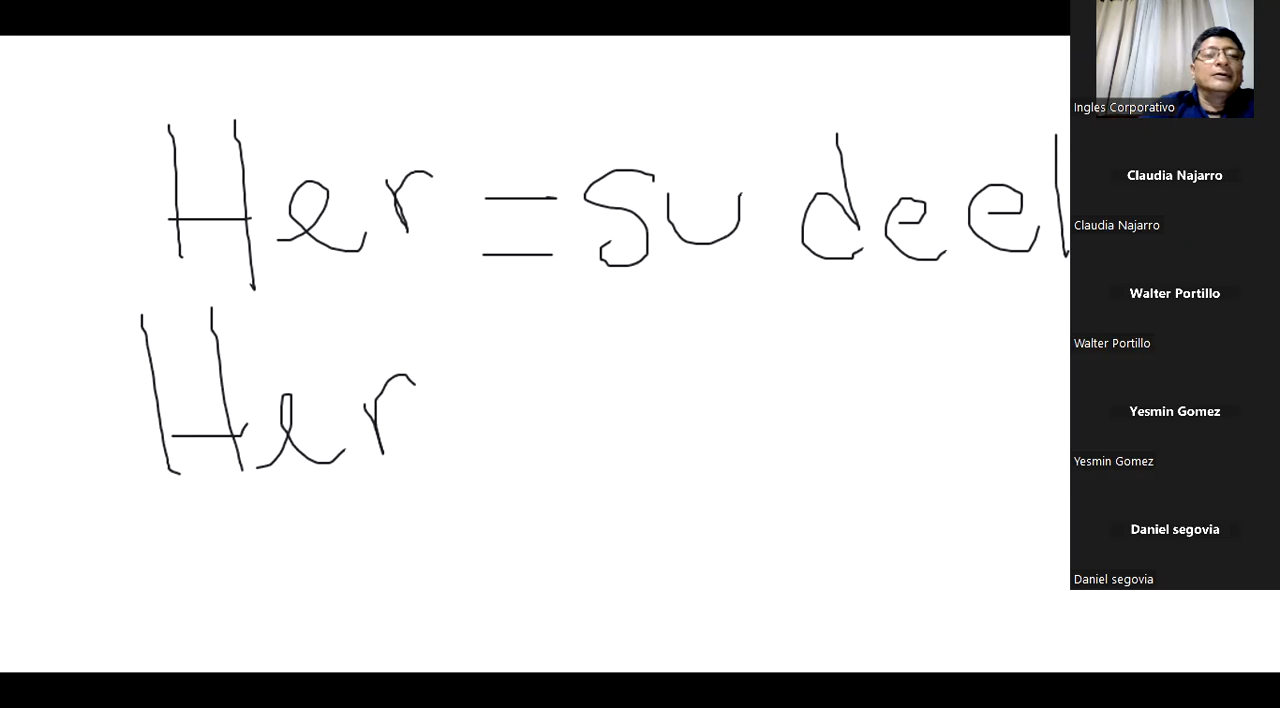 Her = su de el
Her
Ingles Corporativo
Claudia Najarro
Claudia Najarro
Walter Portillo
Walter Portillo
Yesmin Gomez
Yesmin Gomez
Daniel segovia
Daniel segovia